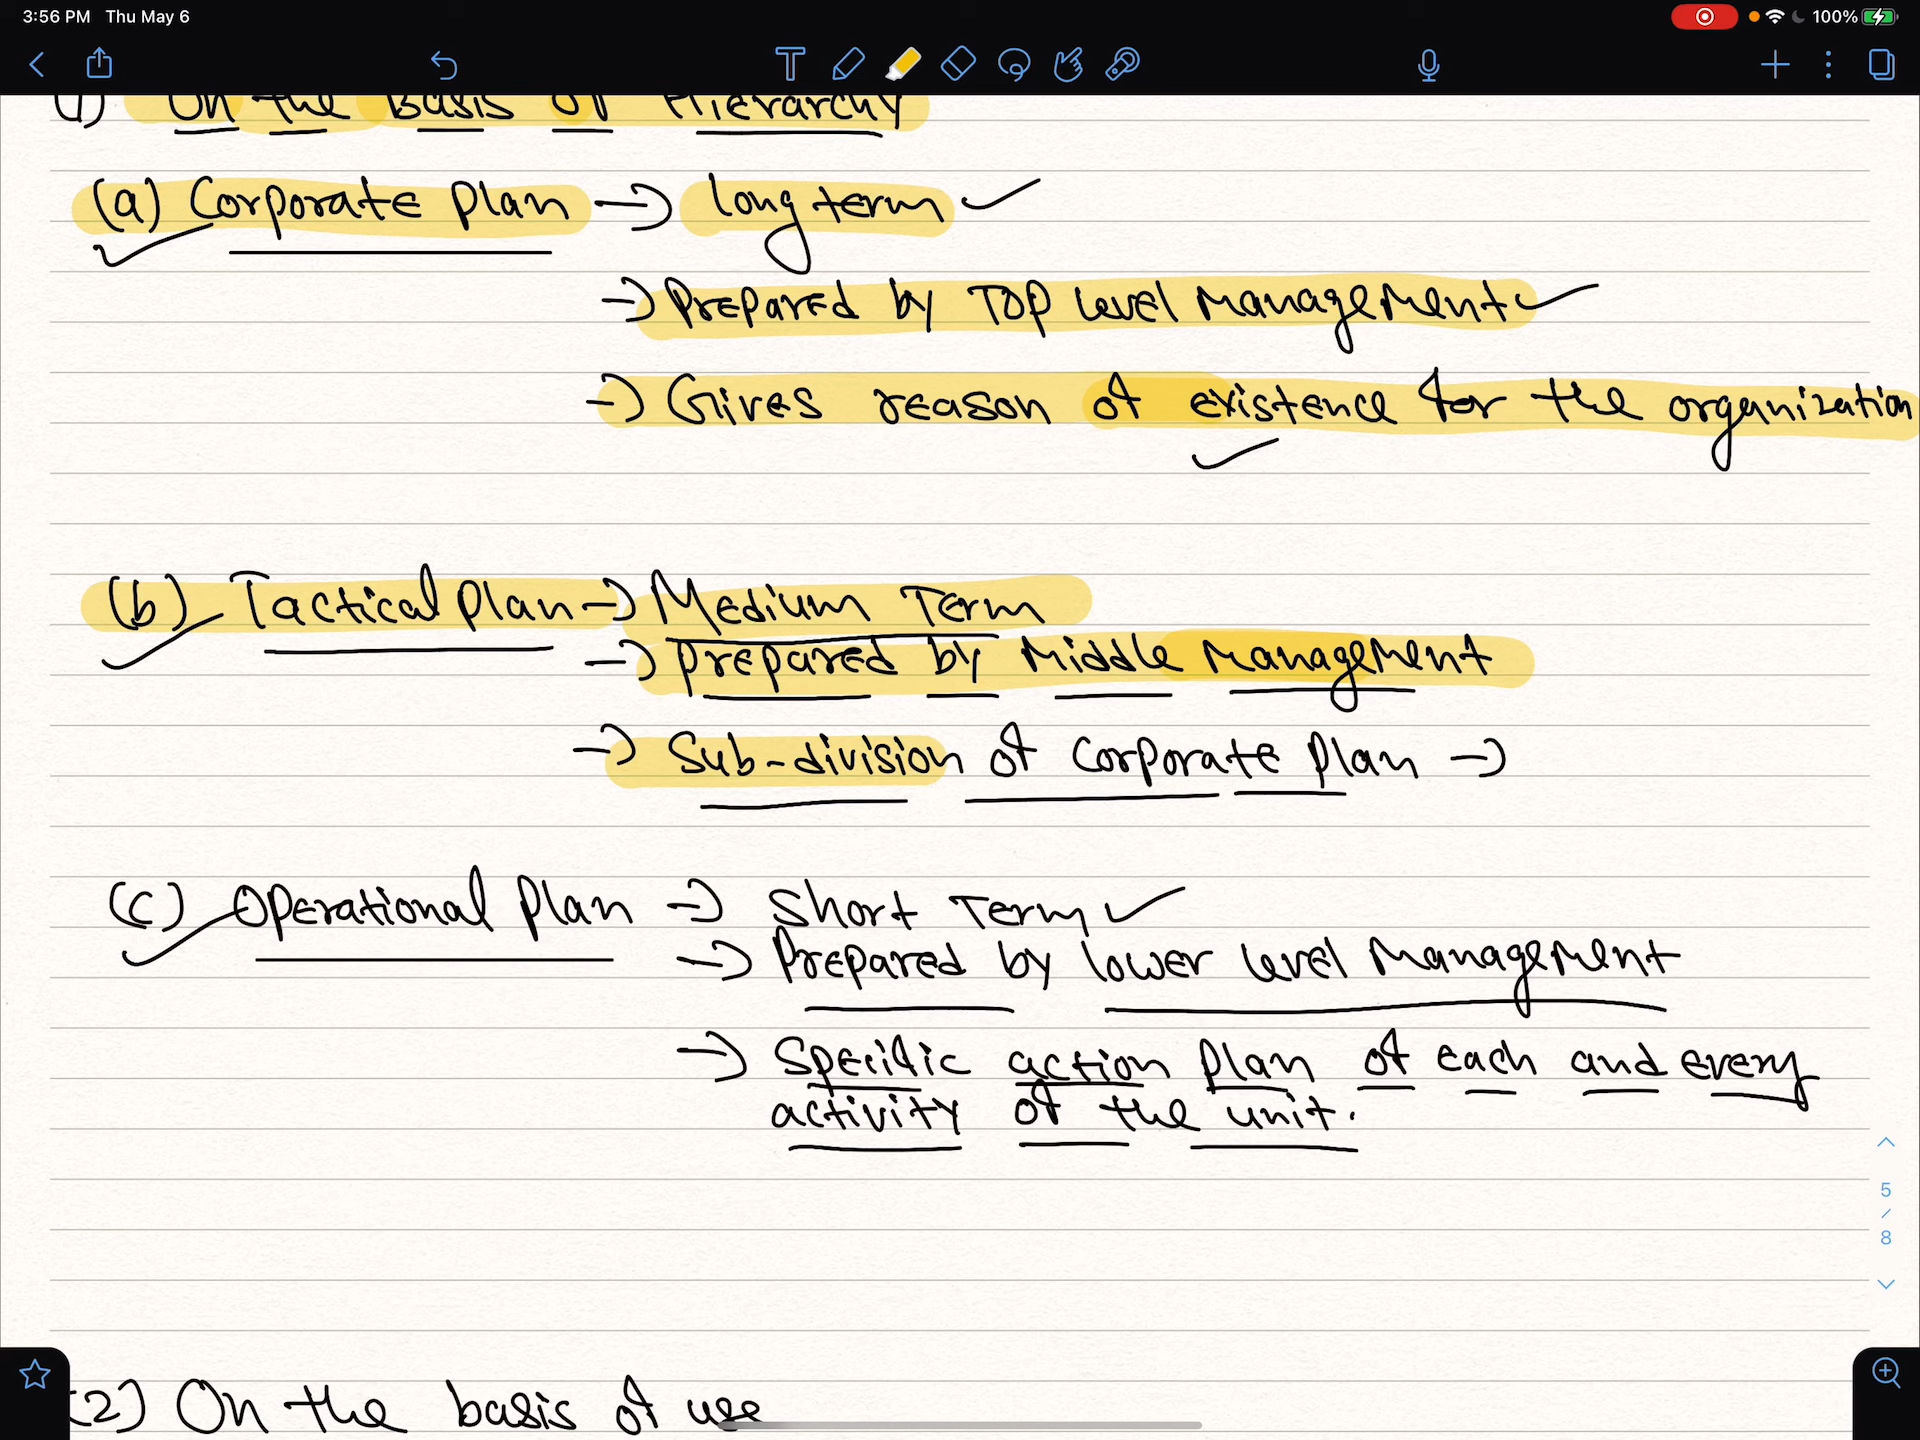 3:56 PM Thu May 6
100%
(1) On the Basis of Hierarchy
(a) Corporate Plan → long term
→ Prepared by Top level Management
→ Gives reason of existence for the organization
(b) Tactical Plan → Medium Term
→ Prepared by Middle Management
→ Sub-division of Corporate Plan →
(c) Operational Plan → Short Term
→ Prepared by lower level Management
→ Specific action Plan of each and every
activity of the unit.
5
/
8
(2) On the basis of use